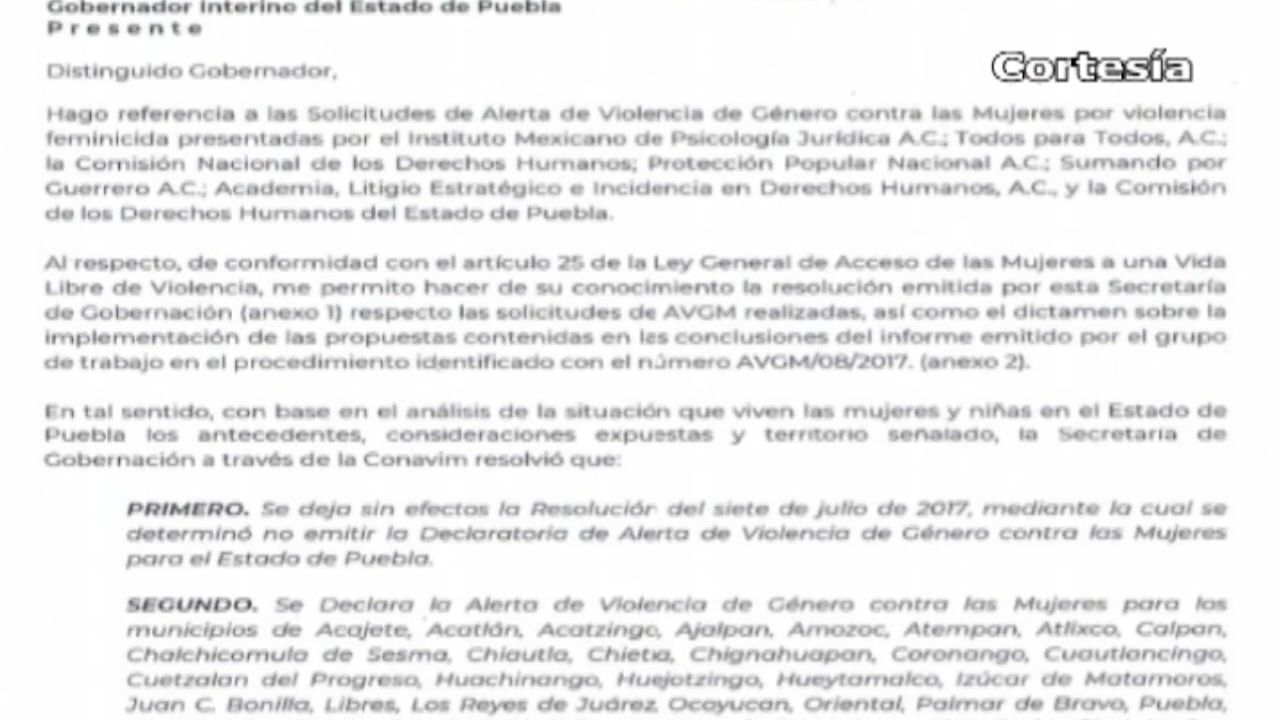 Gobernador Interino del Estado de Puebla
P r e s e n t e
Cortesía
Distinguido Gobernador,
Hago referencia a las Solicitudes de Alerta de Violencia de Género contra las Mujeres por violencia
feminicida presentadas por el Instituto Mexicano de Psicología Jurídica A.C.; Todos para Todos, A.C.;
la Comisión Nacional de los Derechos Humanos; Protección Popular Nacional A.C.; Sumando por
Guerrero A.C.; Academia, Litigio Estratégico e Incidencia en Derechos Humanos, A.C., y la Comisión
de los Derechos Humanos del Estado de Puebla.
Al respecto, de conformidad con el artículo 25 de la Ley General de Acceso de las Mujeres a una Vida
Libre de Violencia, me permito hacer de su conocimiento la resolución emitida por esta Secretaría
de Gobernación (anexo 1) respecto las solicitudes de AVGM realizadas, así como el dictamen sobre la
implementación de las propuestas contenidas en las conclusiones del informe emitido por el grupo
de trabajo en el procedimiento identificado con el número AVGM/08/2017. (anexo 2).
En tal sentido, con base en el análisis de la situación que viven las mujeres y niñas en el Estado de
Puebla los antecedentes, consideraciones expuestas y territorio señalado, la Secretaría de
Gobernación a través de la Conavim resolvió que:
PRIMERO. Se deja sin efectos la Resolución del siete de julio de 2017, mediante la cual se
determinó no emitir la Declaratoria de Alerta de Violencia de Género contra las Mujeres
para el Estado de Puebla.
SEGUNDO. Se Declara la Alerta de Violencia de Género contra las Mujeres para los
municipios de Acajete, Acatlán, Acatzingo, Ajalpan, Amozoc, Atempan, Atlixco, Calpan,
Chalchicomula de Sesma, Chiautla, Chietla, Chignahuapan, Coronango, Cuautlancingo,
Cuetzalan del Progreso, Huachinango, Huejotzingo, Hueytamalco, Izúcar de Matamoros,
Juan C. Bonilla, Libres, Los Reyes de Juárez, Ocoyucan, Oriental, Palmar de Bravo, Puebla,